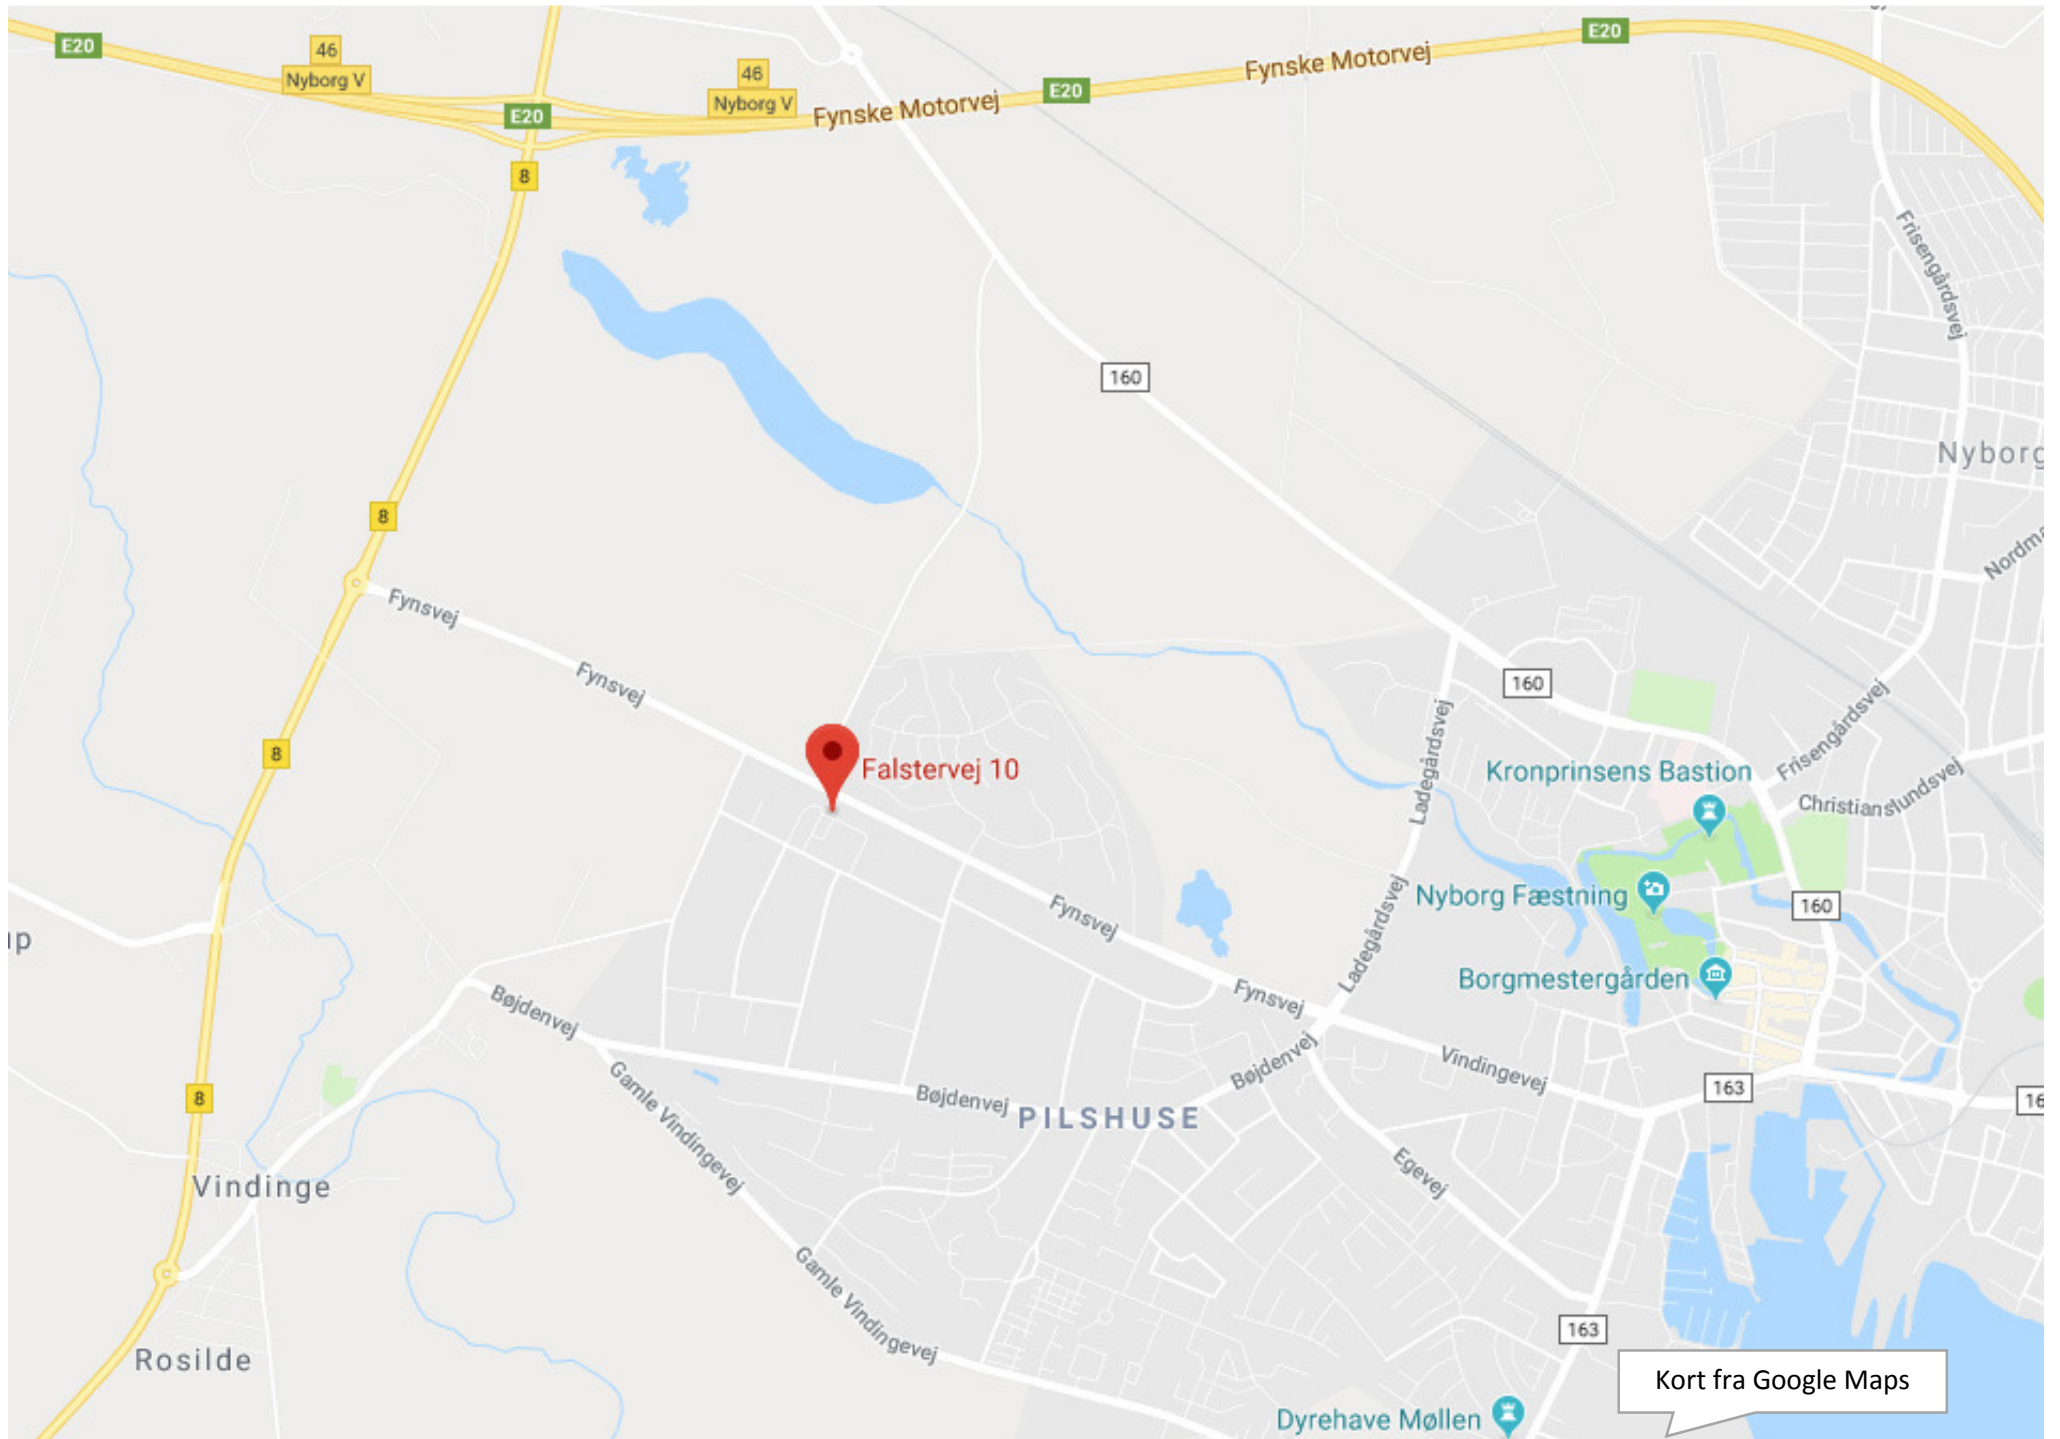 E20
46
Nyborg V
E20
46
Nyborg V
Fynske Motorvej
E20
Fynske Motorvej
E20
8
Frisengårdsvej
160
Nyborg
8
Fynsvej
Fynsvej
160
Ladegårdsvej
Frisengårdsvej
8
Falstervej 10
Kronprinsens Bastion
Christianslundsvej
Nyborg Fæstning
160
Fynsvej
Ladegårdsvej
Borgmestergården
Bøjdenvej
Fynsvej
Bøjdenvej
Vindingevej
163
8
Gamle Vindingevej
Bøjdenvej
PILSHUSE
Egevej
Vindinge
Gamle Vindingevej
163
Rosilde
Kort fra Google Maps
Dyrehave Møllen